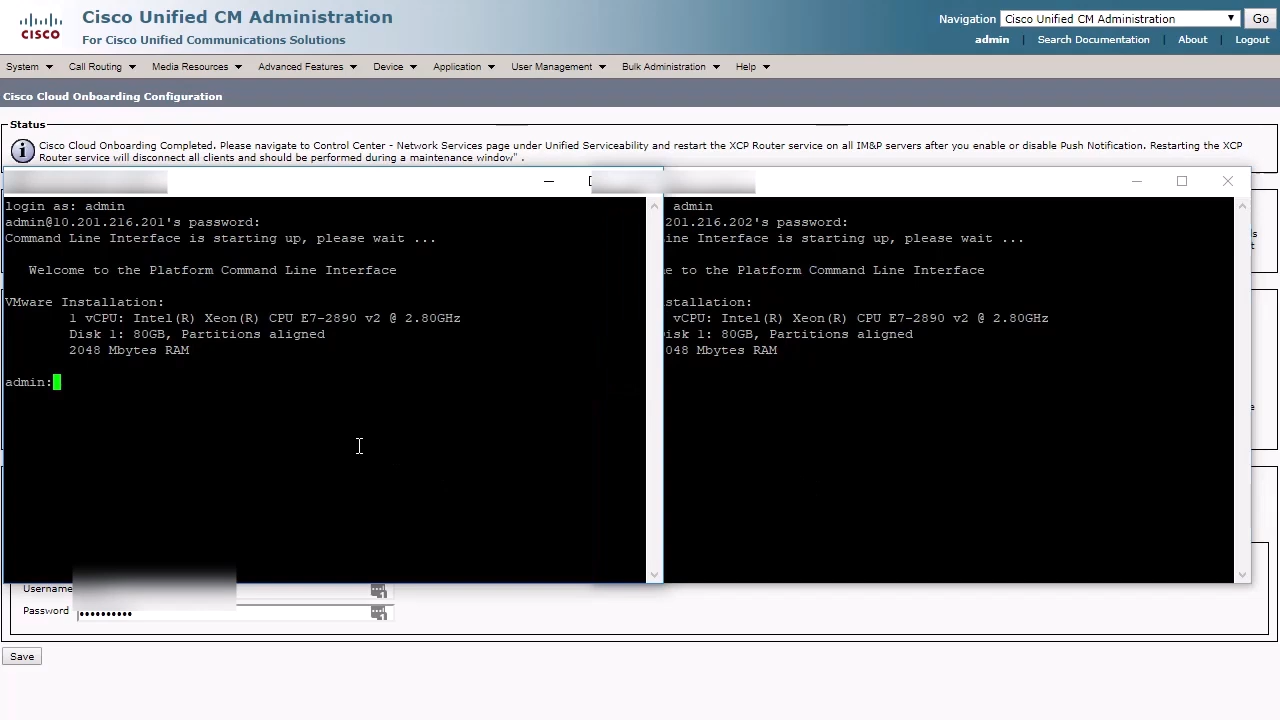 CISCO
Cisco Unified CM Administration
For Cisco Unified Communications Solutions
Navigation Cisco Unified CM Administration Go
admin | Search Documentation | About | Logout
System Call Routing Media Resources Advanced Features Device Application User Management Bulk Administration Help
Cisco Cloud Onboarding Configuration
Status
Cisco Cloud Onboarding Completed. Please navigate to Control Center - Network Services page under Unified Serviceability and restart the XCP Router service on all IM&P servers after you enable or disable Push Notification. Restarting the XCP
Router service will disconnect all clients and should be performed during a maintenance window" .
login as: admin
admin@10.201.216.201's password:
Command Line Interface is starting up, please wait ...
Welcome to the Platform Command Line Interface
VMware Installation:
1 vCPU: Intel(R) Xeon(R) CPU E7-2890 v2 @ 2.80GHz
Disk 1: 80GB, Partitions aligned
2048 Mbytes RAM
admin:
admin
201.216.202's password:
ine Interface is starting up, please wait ...
e to the Platform Command Line Interface
stallation:
vCPU: Intel(R) Xeon(R) CPU E7-2890 v2 @ 2.80GHz
isk 1: 80GB, Partitions aligned
048 Mbytes RAM
Username
Password ••••••••••
Save